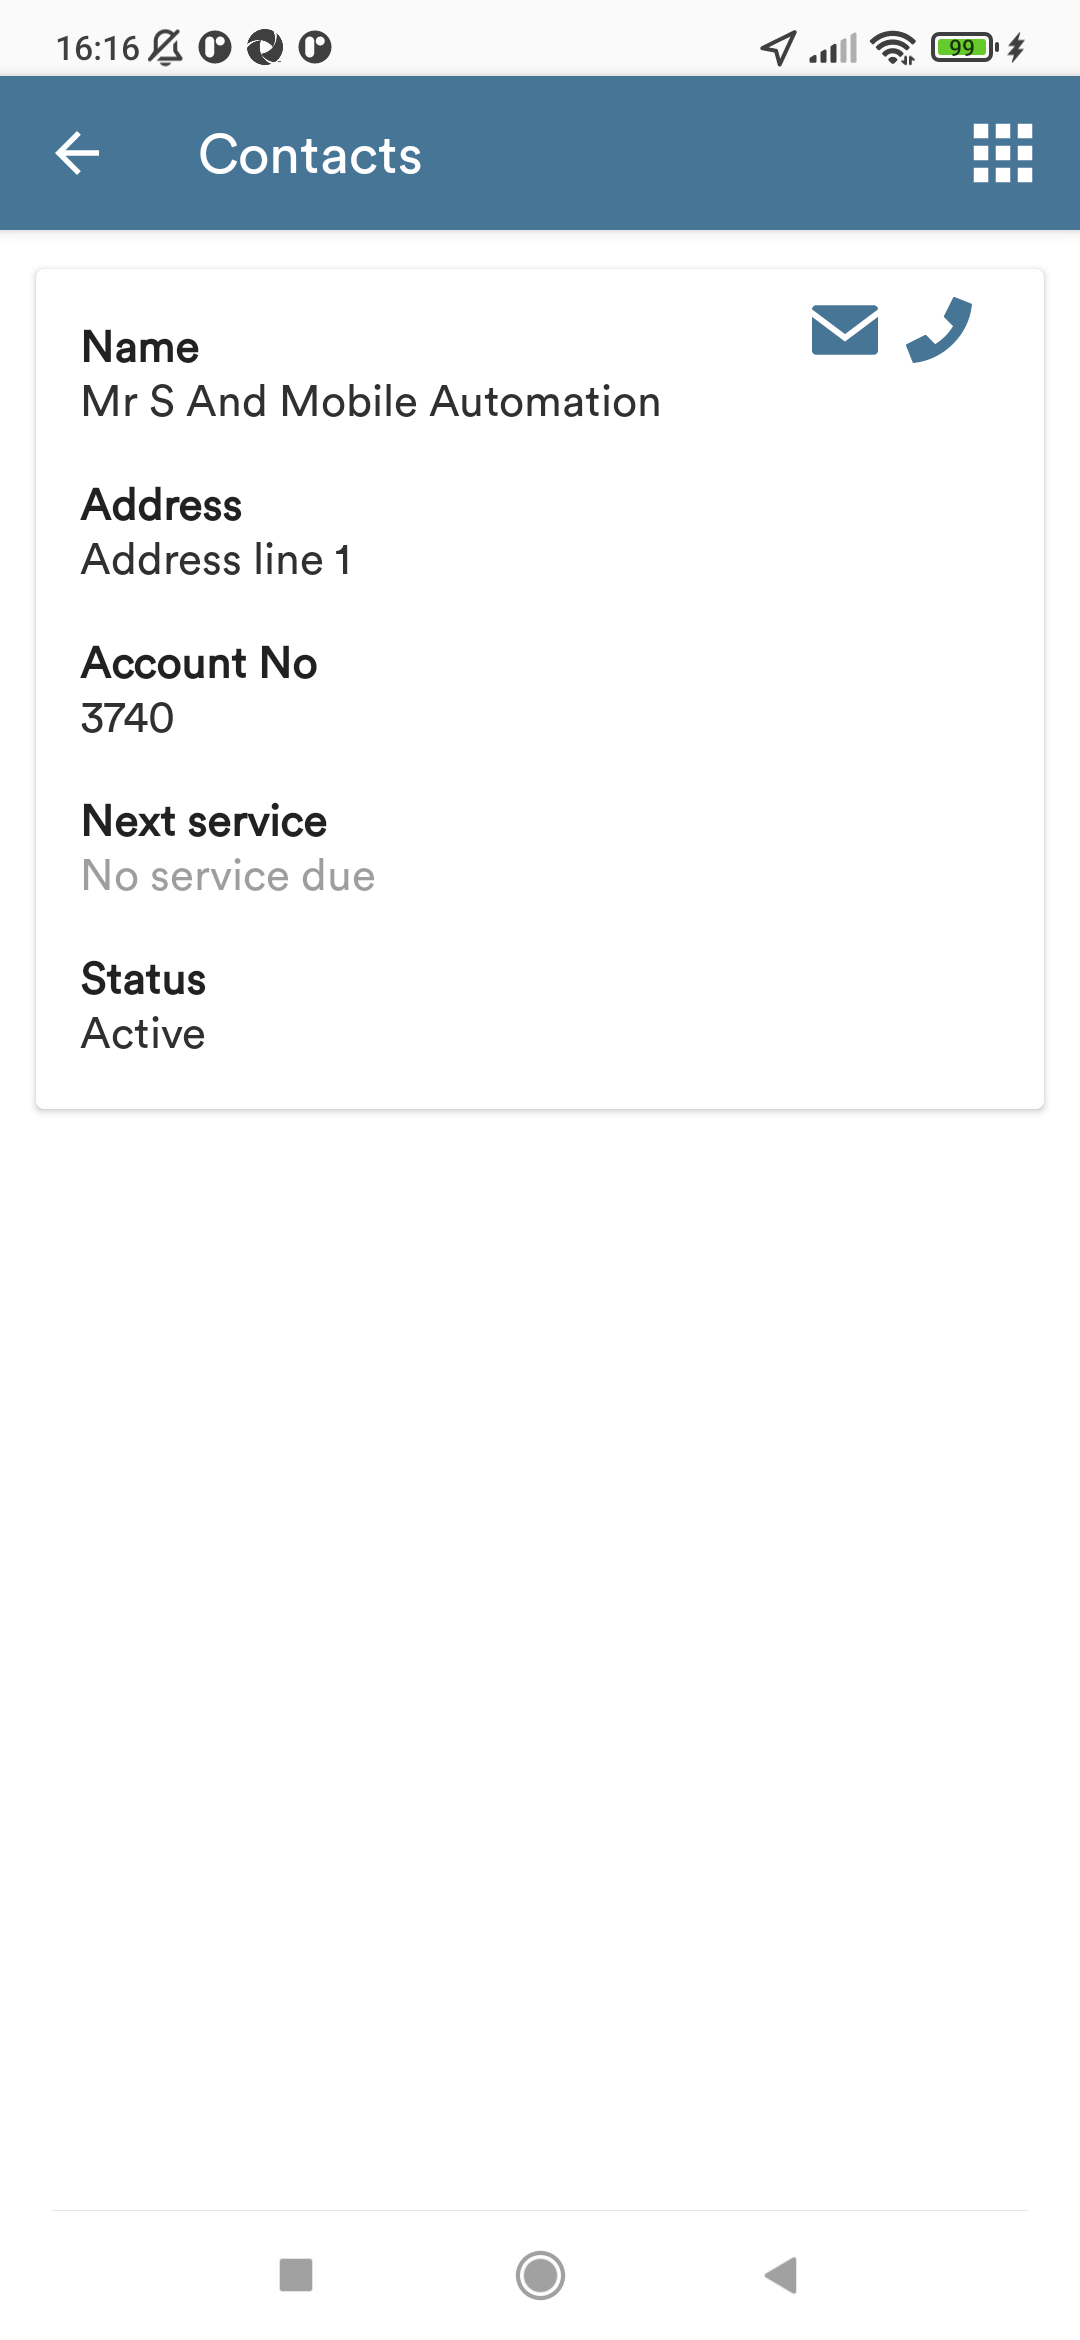 16:16
99
Contacts
Name
Mr S And Mobile Automation
Address
Address line 1
Account No
3740
Next service
No service due
Status
Active